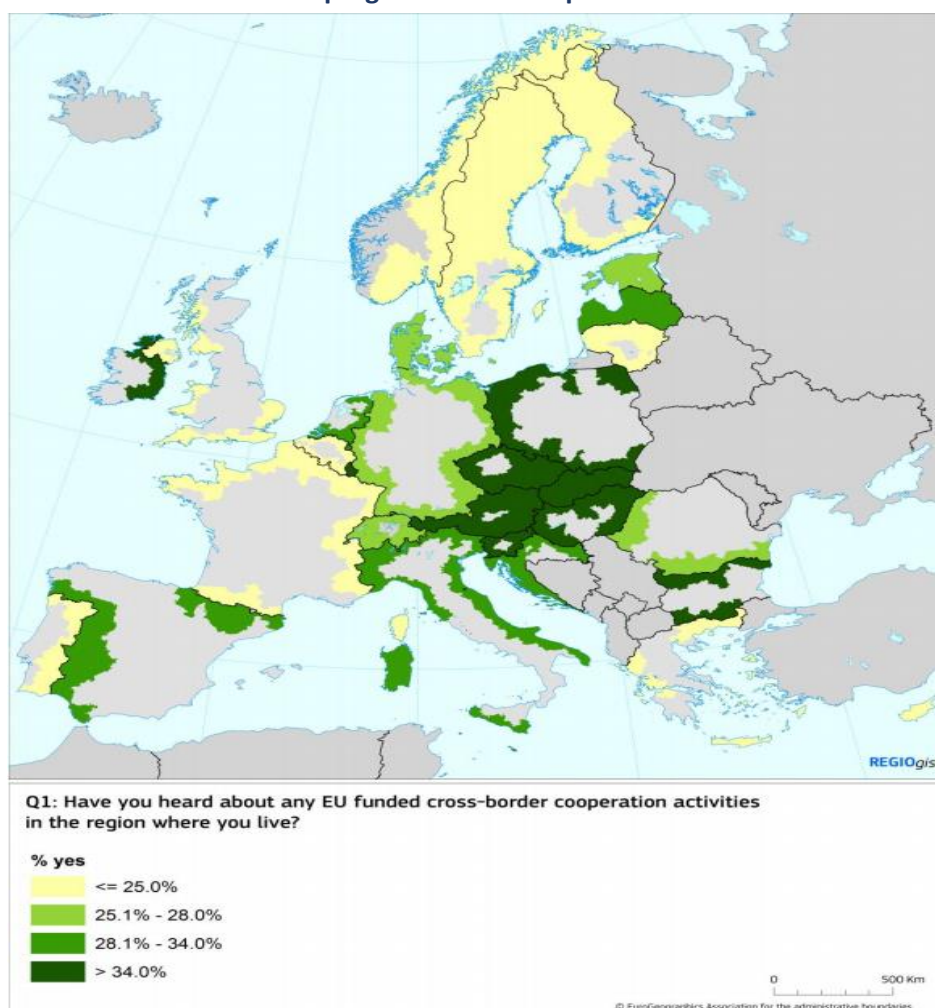 REGIOgis
Q1: Have you heard about any EU funded cross-border cooperation activities
in the region where you live?
% yes
<= 25.0%
25.1% - 28.0%
28.1% - 34.0%
> 34.0%
0 500 Km
© EuroGeographics Association for the administrative boundaries